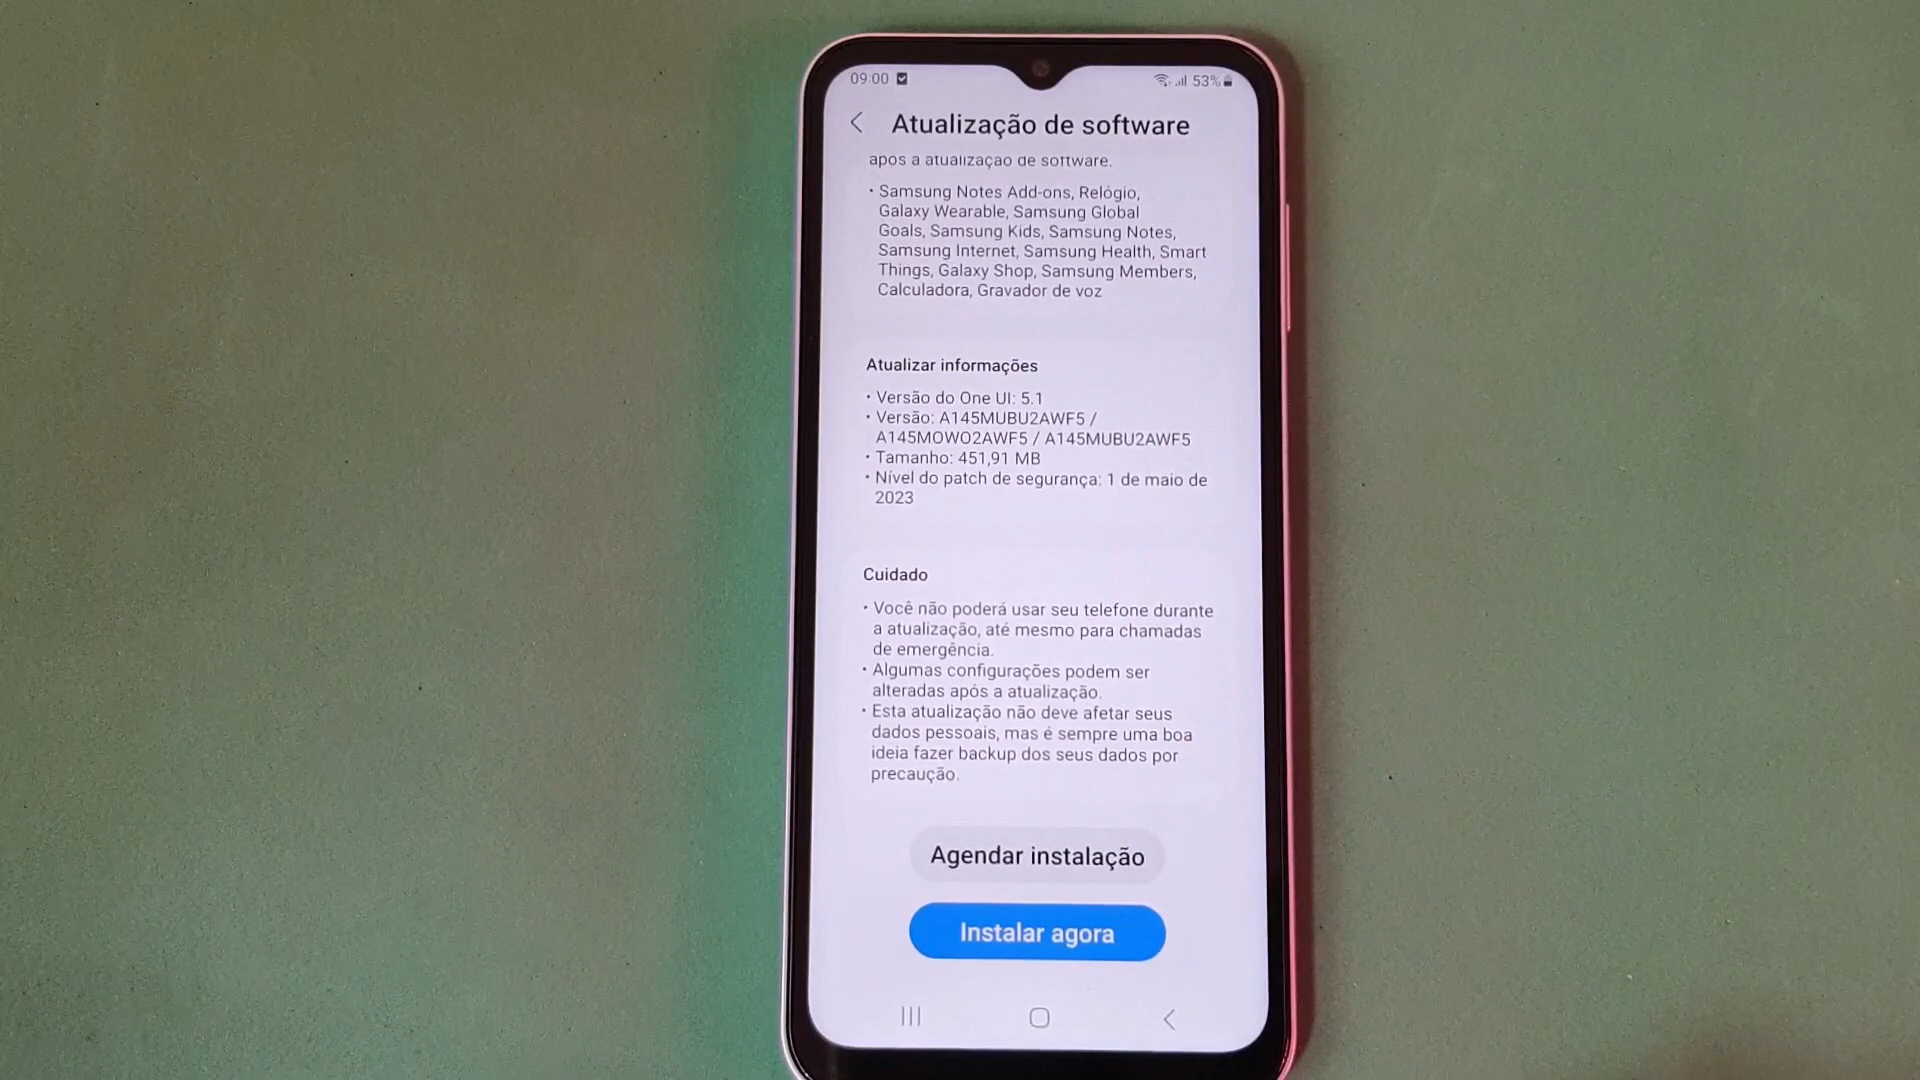 09:00
53%
Atualização de software
após a atualização de software.
• Samsung Notes Add-ons, Relógio,
Galaxy Wearable, Samsung Global
Goals, Samsung Kids, Samsung Notes,
Samsung Internet, Samsung Health, Smart
Things, Galaxy Shop, Samsung Members,
Calculadora, Gravador de voz
Atualizar informações
• Versão do One UI: 5.1
• Versão: A145MUBU2AWF5 /
A145MOWO2AWF5 / A145MUBU2AWF5
• Tamanho: 451,91 MB
• Nível do patch de segurança: 1 de maio de
2023
Cuidado
• Você não poderá usar seu telefone durante
a atualização, até mesmo para chamadas
de emergência.
• Algumas configurações podem ser
alteradas após a atualização.
• Esta atualização não deve afetar seus
dados pessoais, mas é sempre uma boa
ideia fazer backup dos seus dados por
precaução.
Agendar instalação
Instalar agora